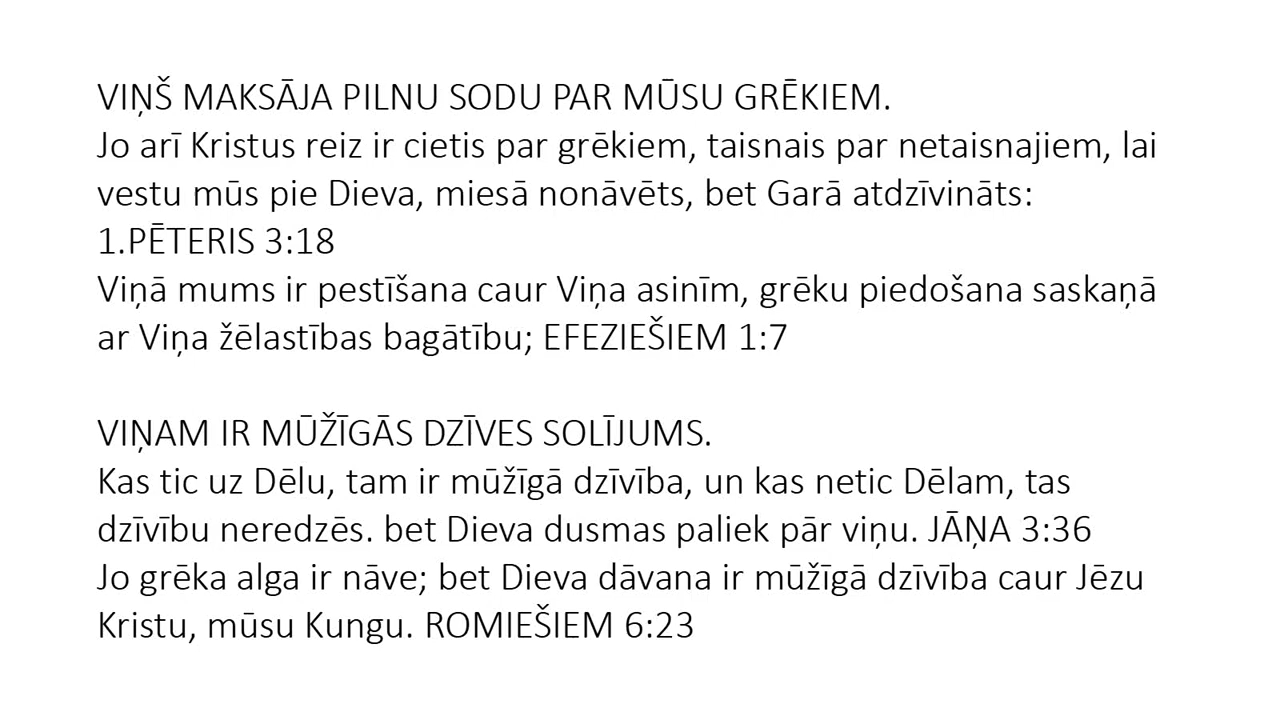 VIŅŠ MAKSĀJA PILNU SODU PAR MŪSU GRĒKIEM.
Jo arī Kristus reiz ir cietis par grēkiem, taisnais par netaisnajiem, lai
vestu mūs pie Dieva, miesā nonāvēts, bet Garā atdzīvināts:
1.PĒTERIS 3:18
Viņā mums ir pestīšana caur Viņa asinīm, grēku piedošana saskaņā
ar Viņa žēlastības bagātību; EFEZIEŠIEM 1:7
VIŅAM IR MŪŽĪGĀS DZĪVES SOLĪJUMS.
Kas tic uz Dēlu, tam ir mūžīgā dzīvība, un kas netic Dēlam, tas
dzīvību neredzēs. bet Dieva dusmas paliek pār viņu. JĀŅA 3:36
Jo grēka alga ir nāve; bet Dieva dāvana ir mūžīgā dzīvība caur Jēzu
Kristu, mūsu Kungu. ROMIEŠIEM 6:23